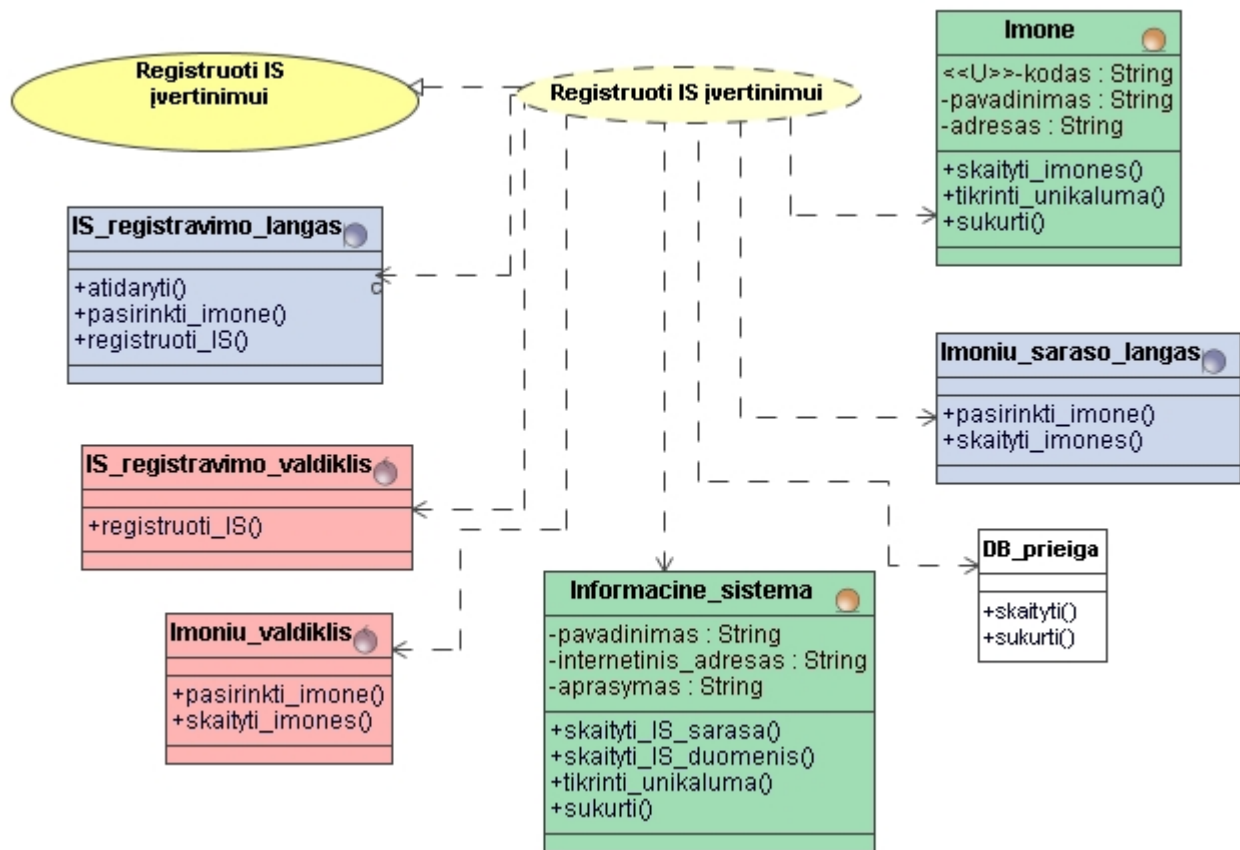 Registruoti IS
įvertinimui
Registruoti IS įvertinimui
Imone
<<U>>-kodas : String
-pavadinimas : String
-adresas : String
+skaityti_imones()
+tikrinti_unikaluma()
+sukurti()
IS_registravimo_langas
+atidaryti()
+pasirinkti_imone()
+registruoti_IS()
Imoniu_saraso_langas
+pasirinkti_imone()
+skaityti_imones()
IS_registravimo_valdiklis
+registruoti_IS()
DB_prieiga
+skaityti()
+sukurti()
Informacine_sistema
-pavadinimas : String
-internetinis_adresas : String
-aprasymas : String
+skaityti_IS_sarasa()
+skaityti_IS_duomenis()
+tikrinti_unikaluma()
+sukurti()
Imoniu_valdiklis
+pasirinkti_imone()
+skaityti_imones()